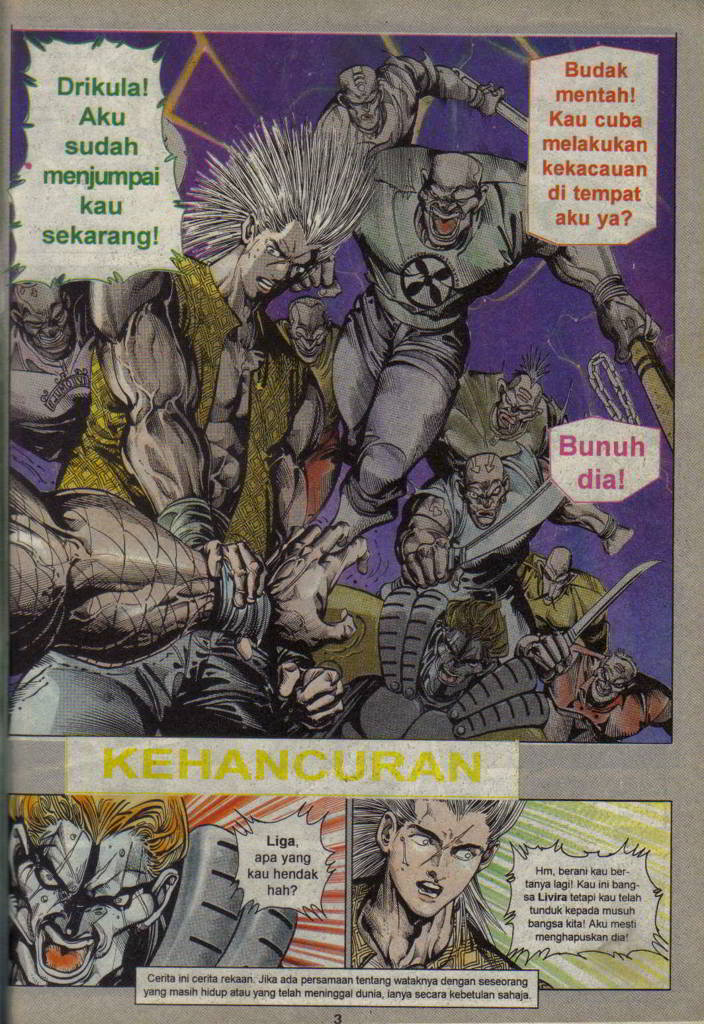 Drikula!
Aku
sudah
menjumpai
kau
sekarang!
Budak
mentah!
Kau cuba
melakukan
kekacauan
di tempat
aku ya?
Bunuh
dia!
KEHANCURAN
Liga,
apa yang
kau hendak
hah?
Hm, berani kau ber-
tanya lagi! Kau ini bang-
sa Livira tetapi kau telah
tunduk kepada musuh
bangsa kita! Aku mesti
menghapuskan dia!
Cerita ini cerita rekaan. Jika ada persamaan tentang wataknya dengan seseorang
yang masih hidup atau yang telah meninggal dunia, ianya secara kebetulan sahaja.
3